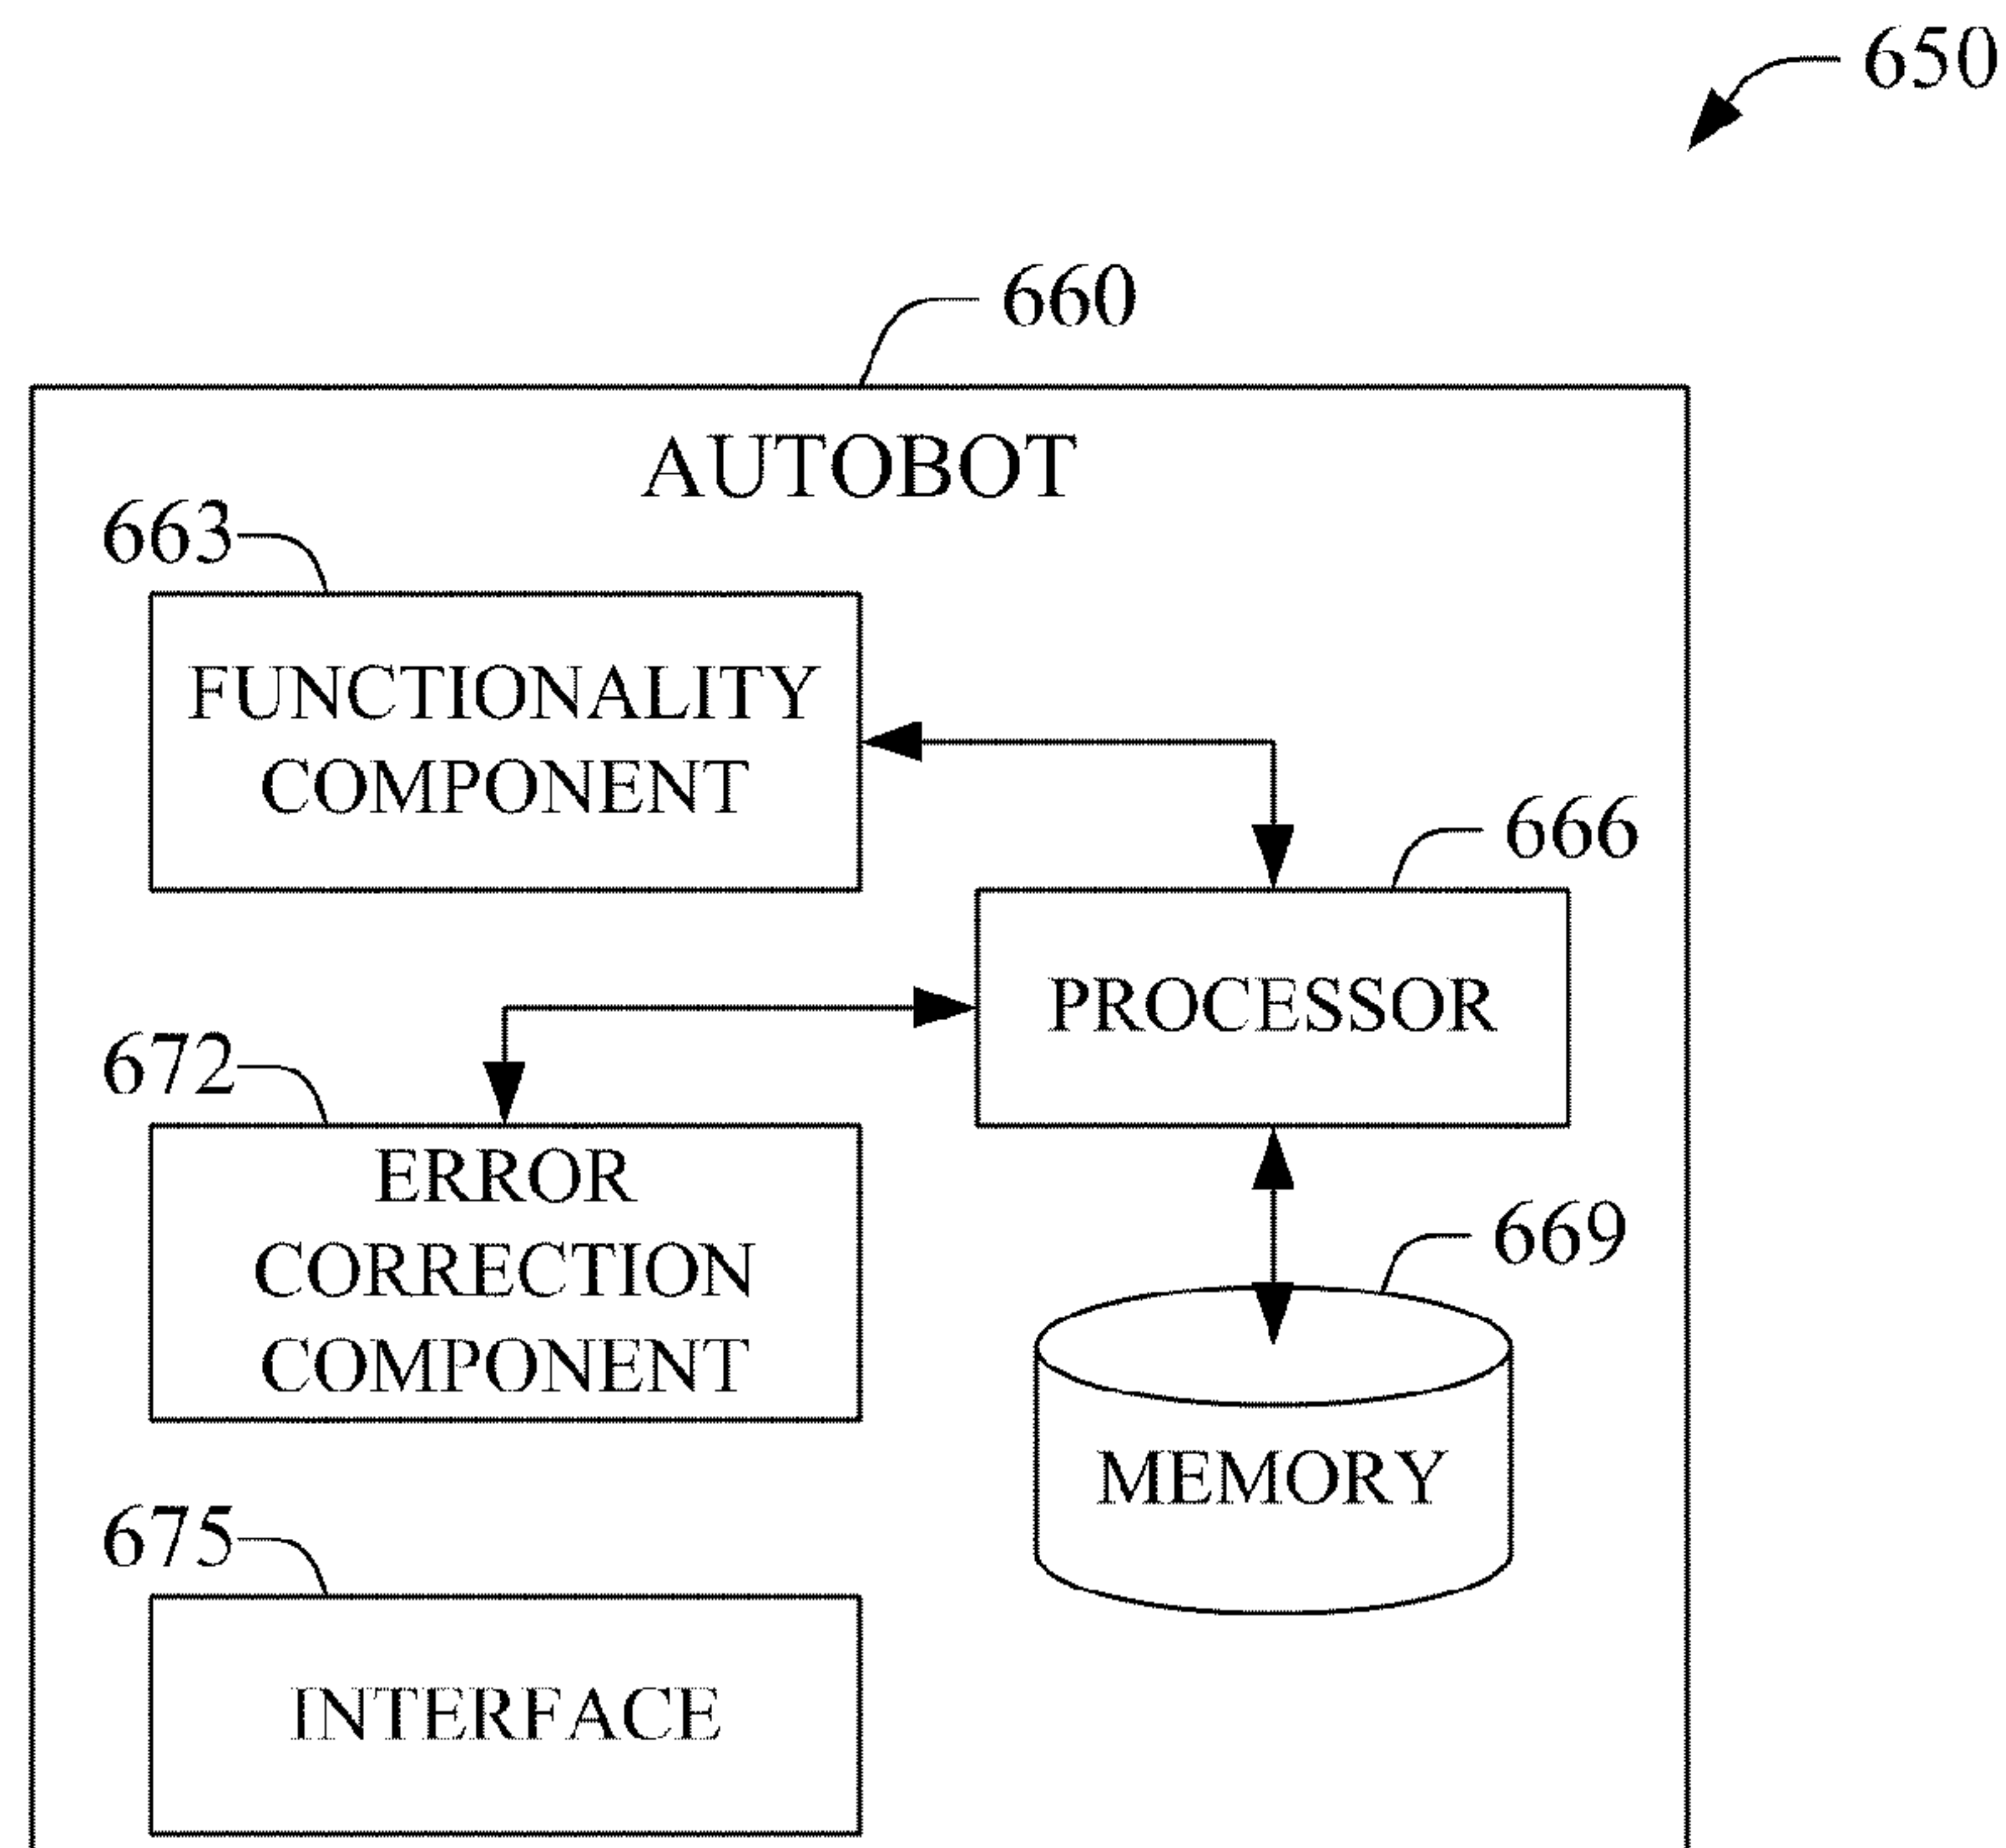 650
660
AUTOBOT
663
FUNCTIONALITY
COMPONENT
666
PROCESSOR
672
ERROR
CORRECTION
COMPONENT
669
MEMORY
675
INTERFACE